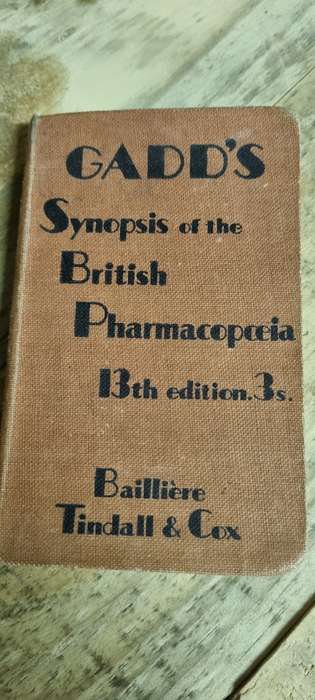 GADD'S
Synopsis of the
British
Pharmacopœia
13th edition. 3s.
Baillière
Tindall & Cox